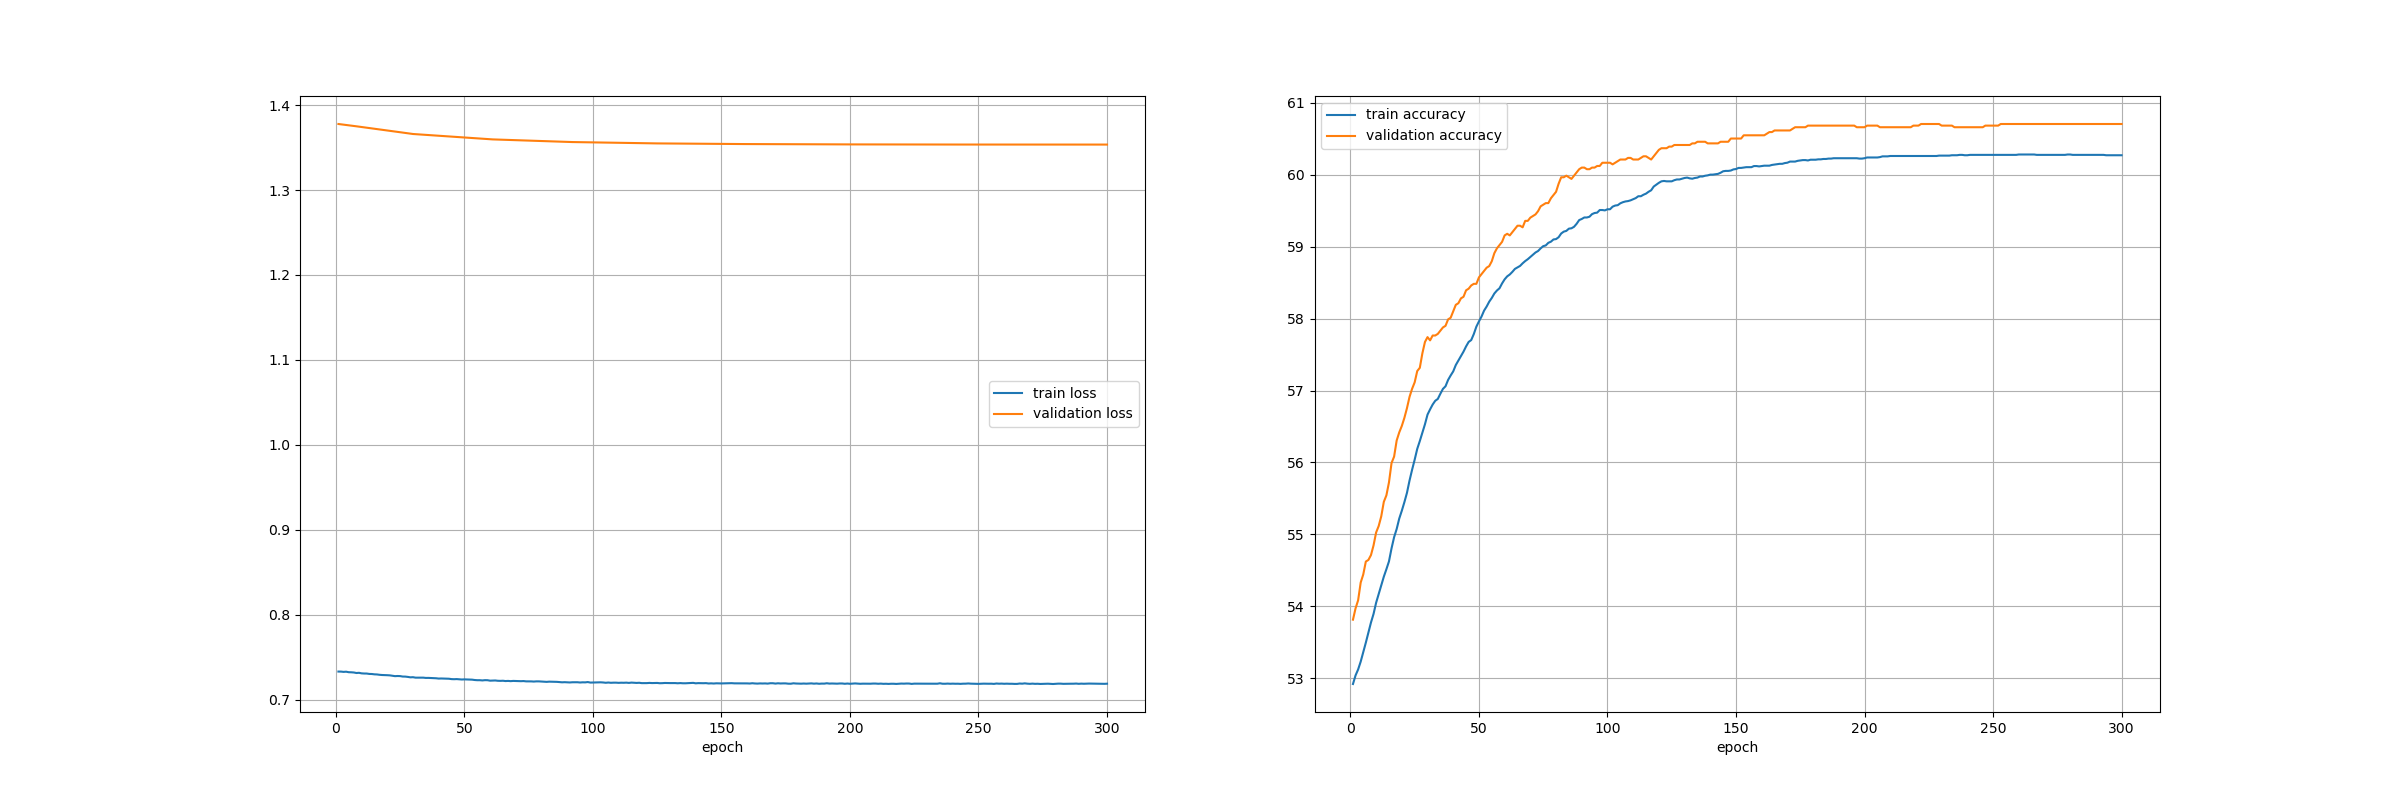 1.4
1.3
1.2
1.1
1.0
0.9
0.8
0.7
0 50 100 150 200 250 300
epoch
train loss
validation loss
61
60
59
58
57
56
55
54
53
0 50 100 150 200 250 300
epoch
train accuracy
validation accuracy